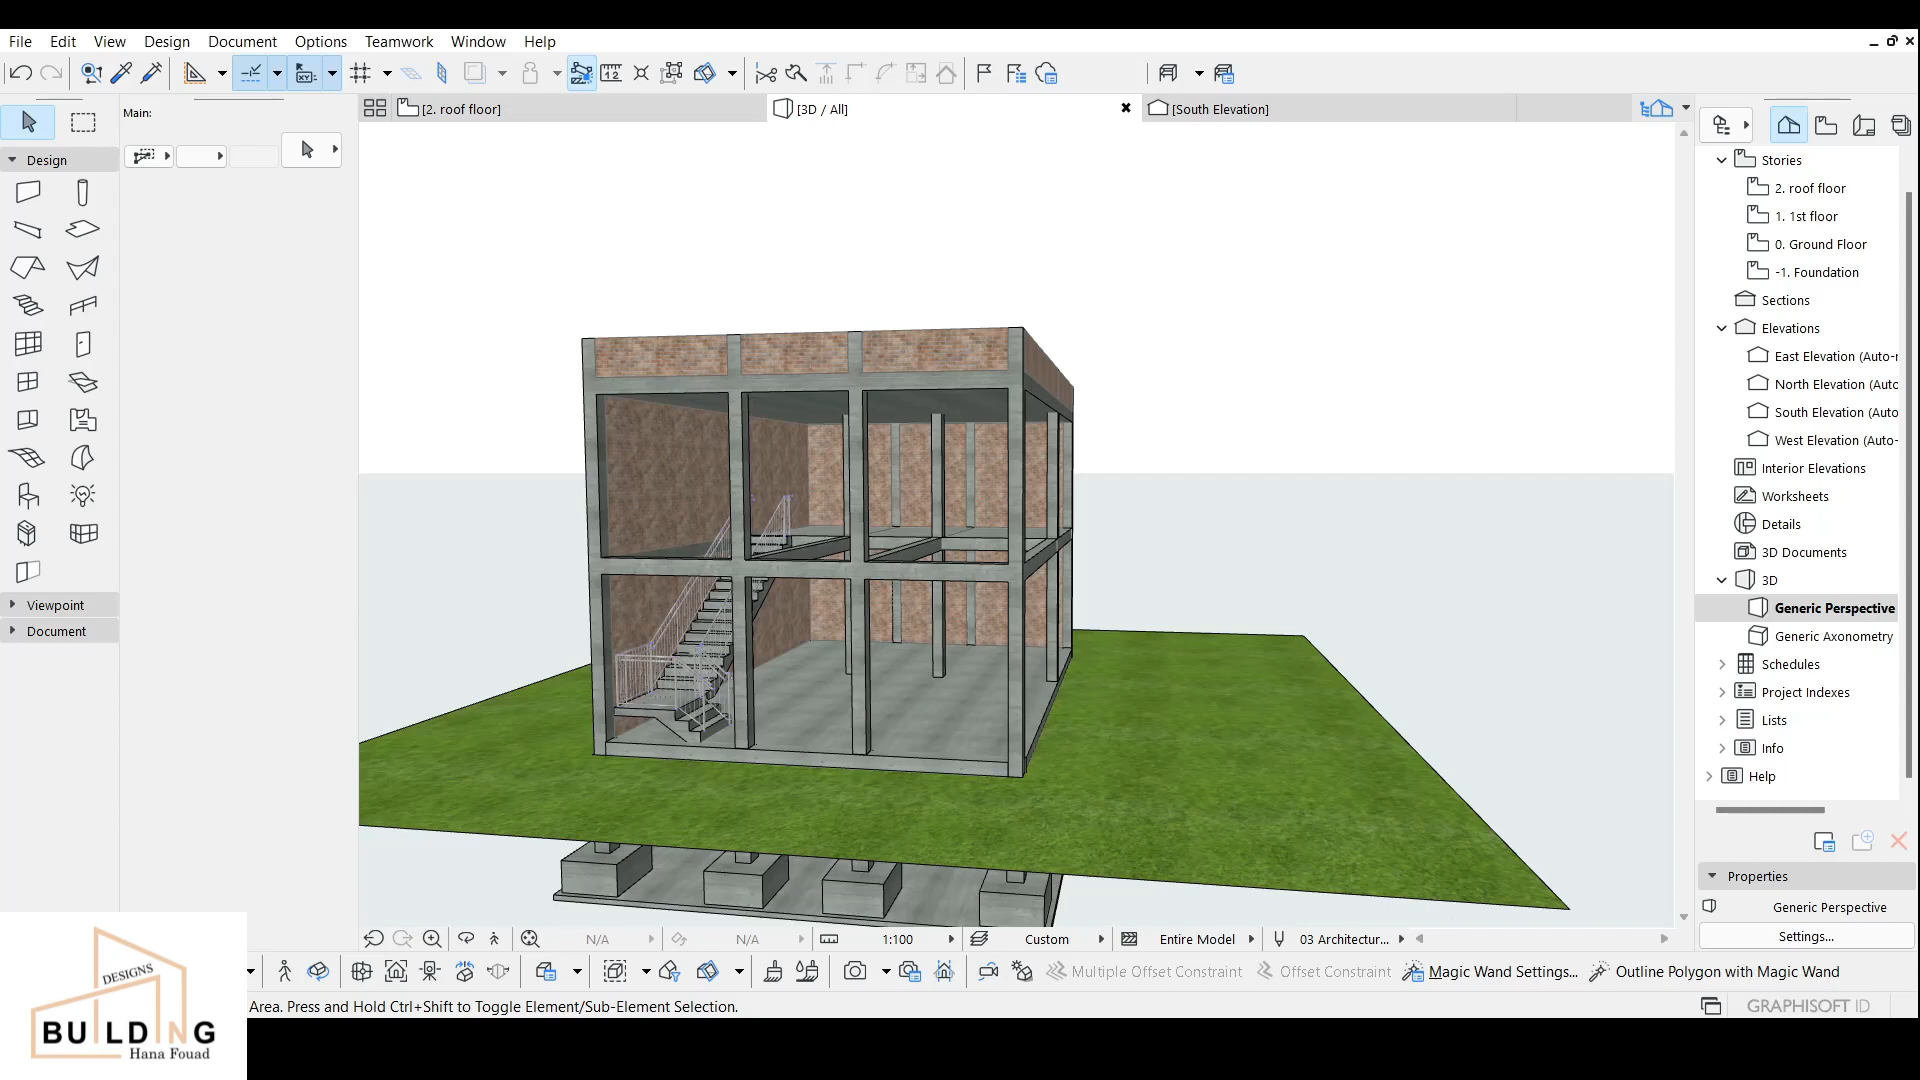 File Edit View Design Document Options Teamwork Window Help
[2. roof floor]
[3D / All]
[South Elevation]
Main:
Design
Viewpoint
Document
Stories
2. roof floor
1. 1st floor
0. Ground Floor
-1. Foundation
Sections
Elevations
East Elevation (Auto-r
North Elevation (Auto
South Elevation (Auto
West Elevation (Auto-
Interior Elevations
Worksheets
Details
3D Documents
3D
Generic Perspective
Generic Axonometry
Schedules
Project Indexes
Lists
Info
Help
Properties
Generic Perspective
Settings...
N/A N/A 1:100 Custom Entire Model 03 Architectur...
Multiple Offset Constraint Offset Constraint Magic Wand Settings... Outline Polygon with Magic Wand
Area. Press and Hold Ctrl+Shift to Toggle Element/Sub-Element Selection.
GRAPHISOFT ID
DESIGNS
BUILDING
Hana Fouad